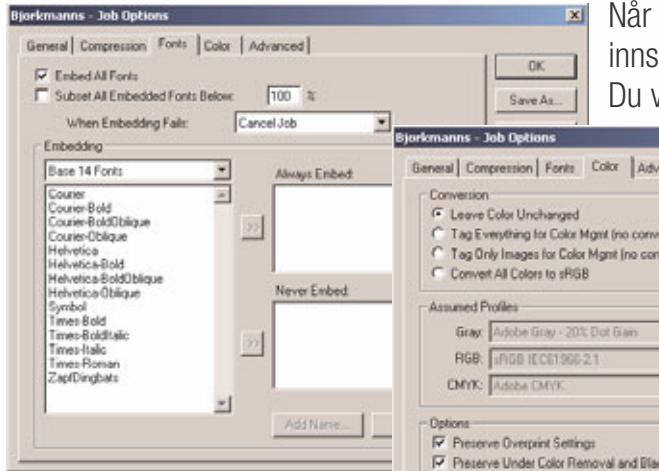 Bjorkmanns - Job Options
General Compression Fonts Color Advanced
Embed All Fonts
Subset All Embedded Fonts Below: 100 %
When Embedding Fails: Cancel Job
OK
Save As...
Embedding
Base 14 Fonts
Courier
Courier-Bold
Courier-BoldOblique
Courier-Oblique
Helvetica
Helvetica-Bold
Helvetica-BoldOblique
Helvetica-Oblique
Symbol
Times-Bold
Times-BoldItalic
Times-Italic
Times-Roman
ZapfDingbats
>>
>>
Always Embed:
Never Embed:
Add Name...
Når
Du
Bjorkmanns - Job Options
General Compression Fonts Color
Conversion
Leave Color Unchanged
Tag Everything for Color Mgmt (no
Tag Only Images for Color Mgmt (no
Convert All Colors to sRGB
Assumed Profiles
Gray: Adobe Gray - 20% Dot Gain
RGB: sRGB IEC61966-2.1
CMYK: Adobe CMYK
Options
Preserve Overprint Settings
Preserve Under Color Removal and